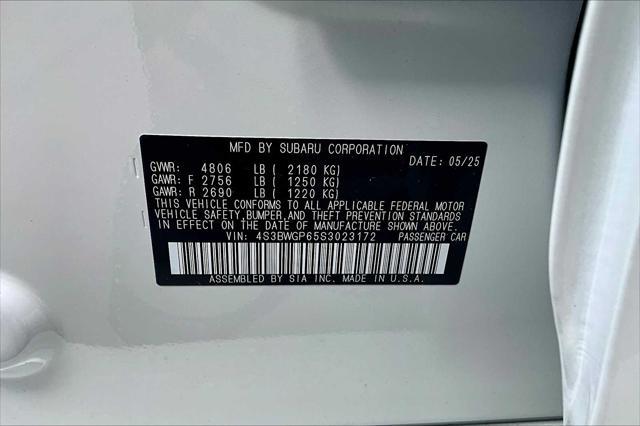 MFD BY SUBARU CORPORATION
DATE: 05/25
GVWR: 4806 LB ( 2180 KG)
GAWR: F 2756 LB ( 1250 KG)
GAWR: R 2690 LB ( 1220 KG)
THIS VEHICLE CONFORMS TO ALL APPLICABLE FEDERAL MOTOR
VEHICLE SAFETY, BUMPER, AND THEFT PREVENTION STANDARDS
IN EFFECT ON THE DATE OF MANUFACTURE SHOWN ABOVE.
VIN: 4S3BWGP65S3023172 PASSENGER CAR
ASSEMBLED BY SIA INC. MADE IN U.S.A.